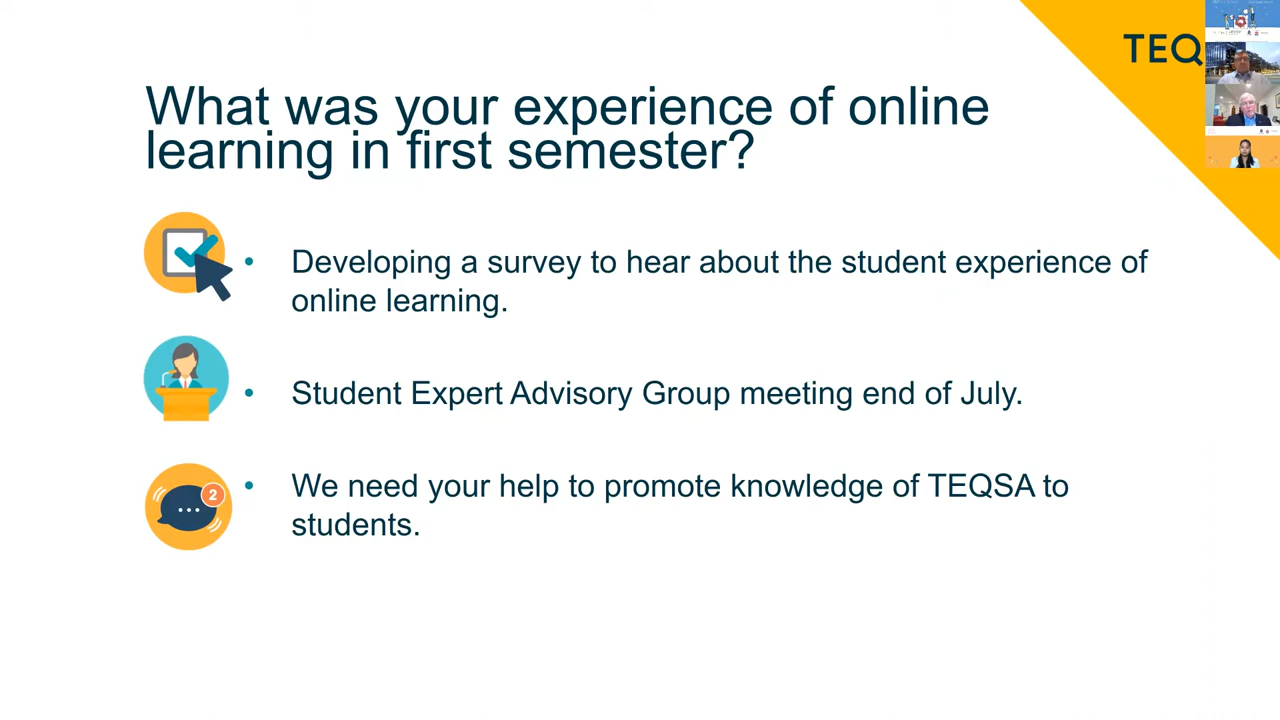 TEQ
What was your experience of online
learning in first semester?
• Developing a survey to hear about the student experience of
online learning.
• Student Expert Advisory Group meeting end of July.
2
• We need your help to promote knowledge of TEQSA to
students.